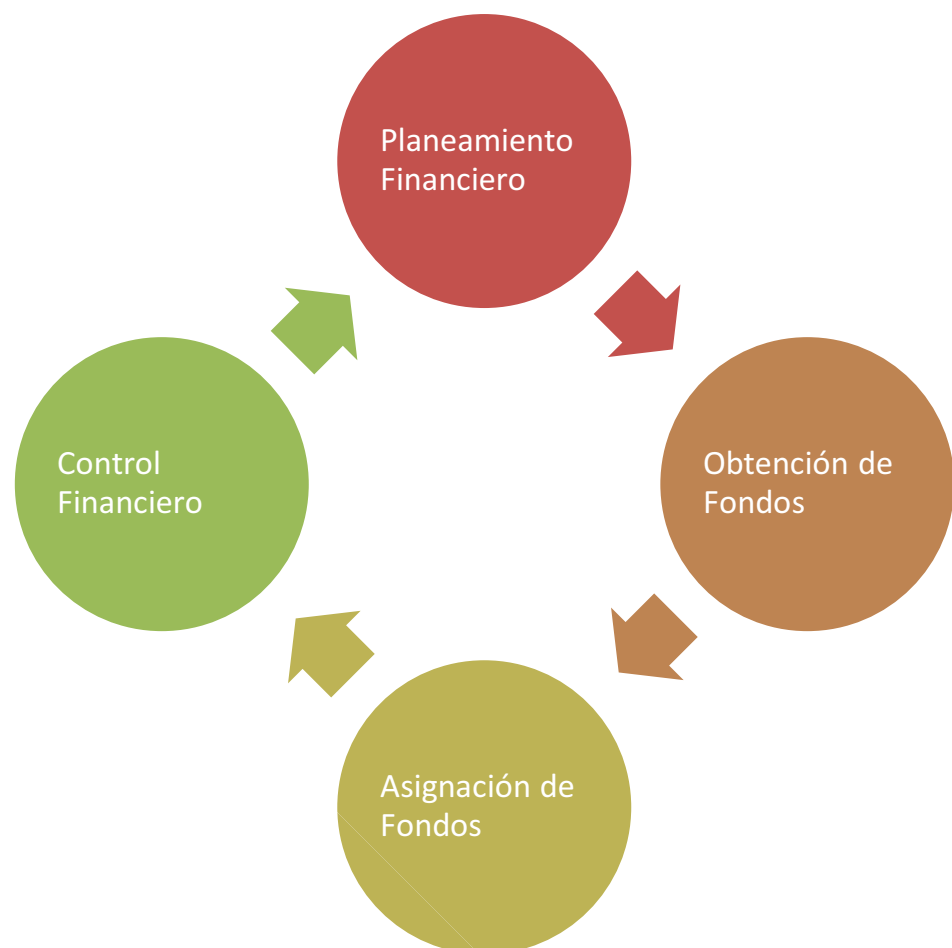 Planeamiento
Financiero
Obtención de
Fondos
Asignación de
Fondos
Control
Financiero